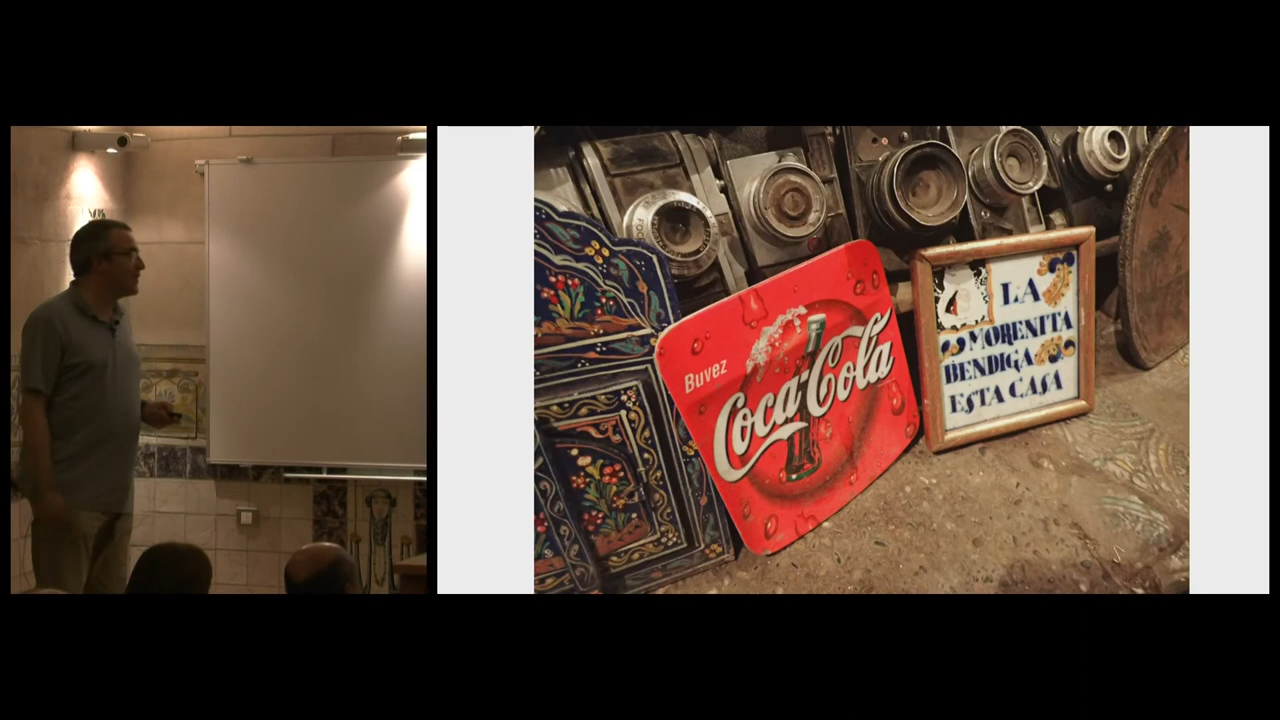 Buvez
Coca-Cola
LA
MORENITA
BENDIGA
ESTA CASA